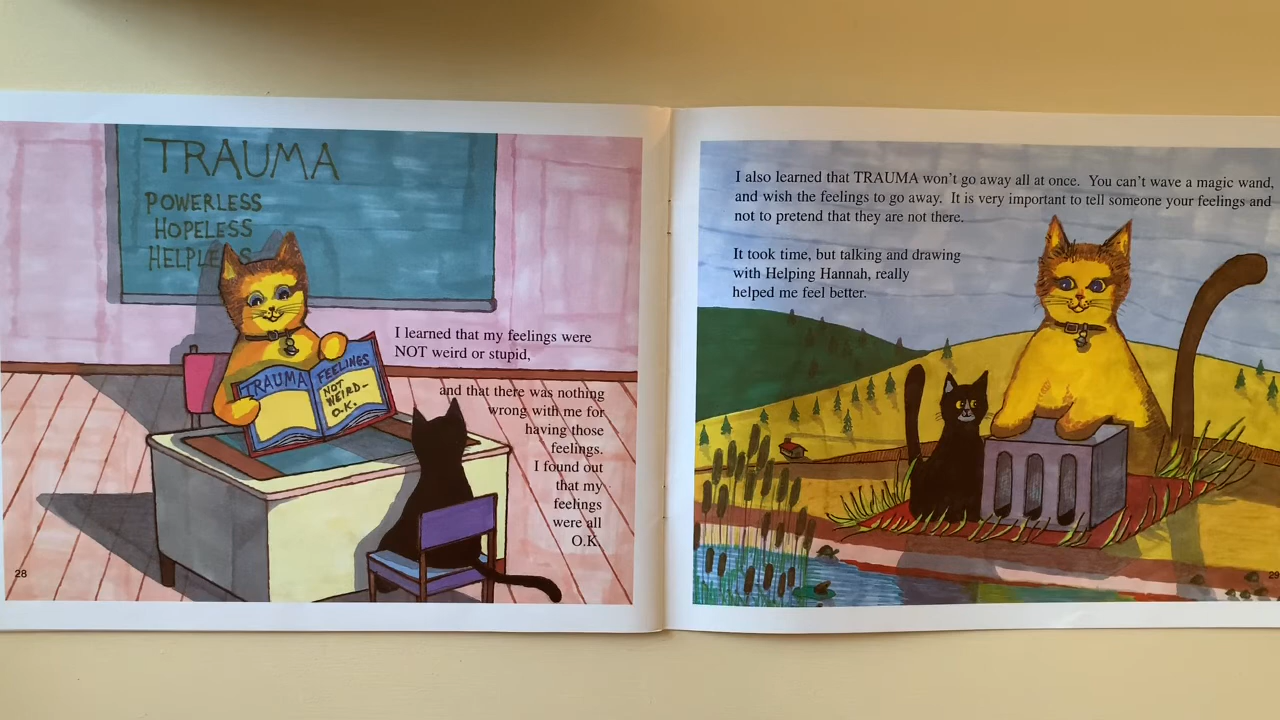 TRAUMA
POWERLESS
HOPELESS
TRAUMA
FEELINGS
NOT
WEIRD-
O.K.
I learned that my feelings were
NOT weird or stupid,
and that there was nothing
wrong with me for
having those
feelings.
I found out
that my
feelings
were all
O.K.
28
I also learned that TRAUMA won't go away all at once. You can't wave a magic wand,
and wish the feelings to go away. It is very important to tell someone your feelings and
not to pretend that they are not there.
It took time, but talking and drawing
with Helping Hannah, really
helped me feel better.
29